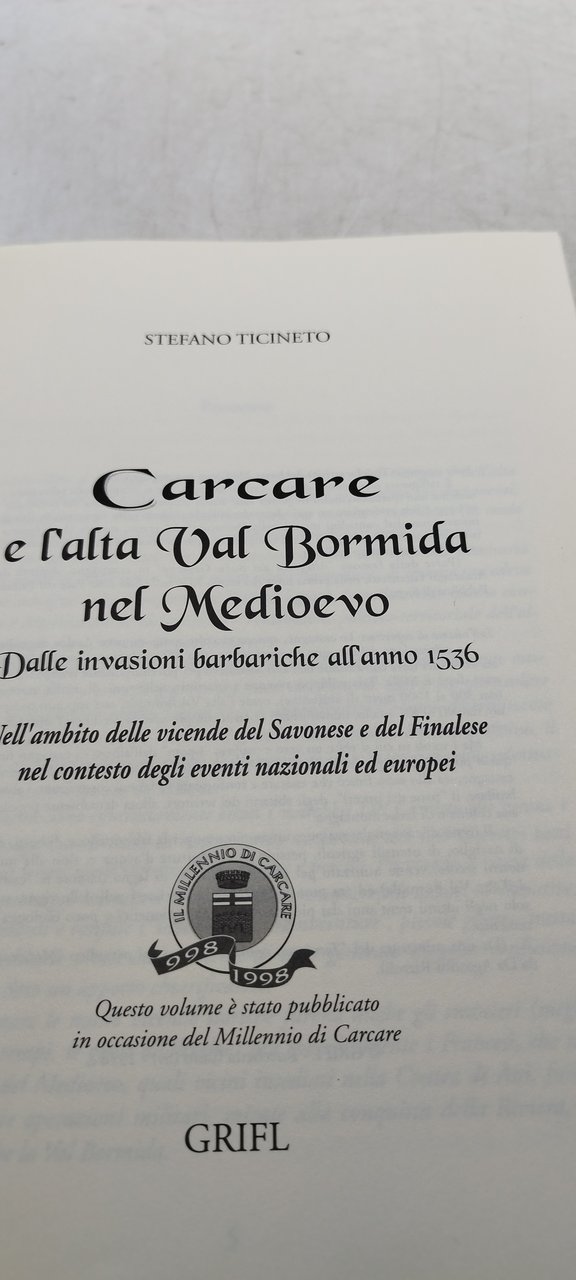 STEFANO TICINETO
Carcare
e l'alta Val Bormida
nel Medioevo
Dalle invasioni barbariche all'anno 1536
Nell'ambito delle vicende del Savonese e del Finalese
nel contesto degli eventi nazionali ed europei
IL MILLENNIO DI CARCARE
998
1998
Questo volume è stato pubblicato
in occasione del Millennio di Carcare
GRIFL